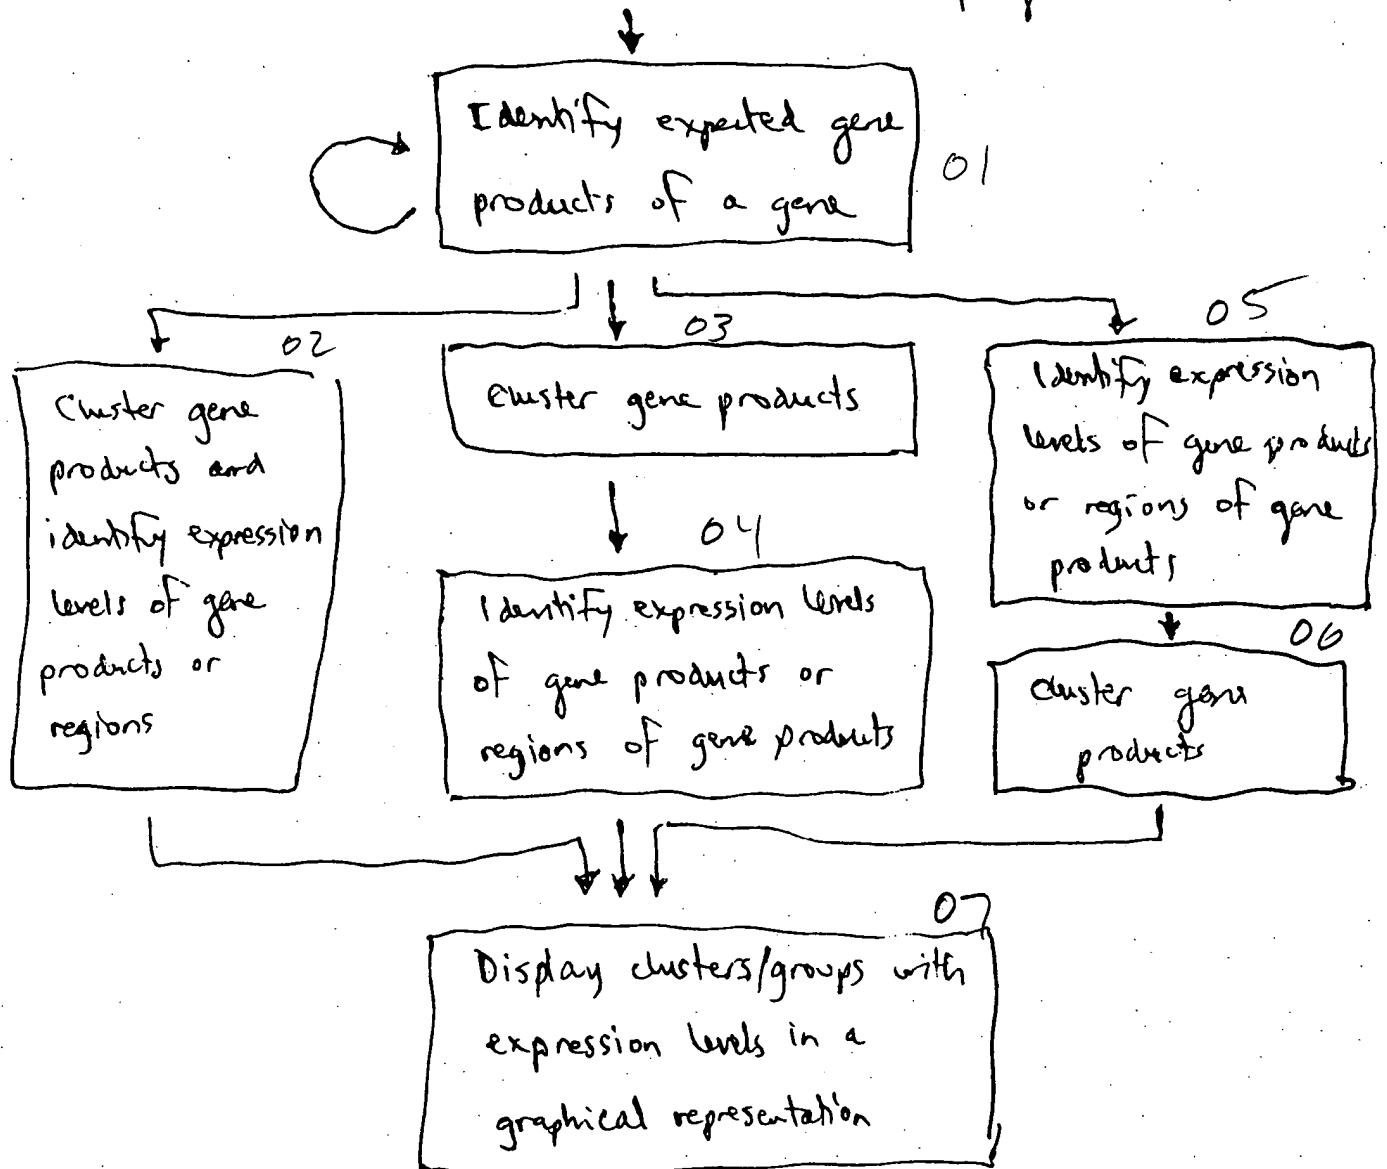 Identify expected gene
products of a gene
01
02
Cluster gene
products and
identify expression
levels of gene
products or
regions
03
Cluster gene products
04
Identify expression levels
of gene products or
regions of gene products
05
Identify expression
levels of gene products
or regions of gene
products
06
Cluster gene
products
07
Display clusters/groups with
expression levels in a
graphical representation